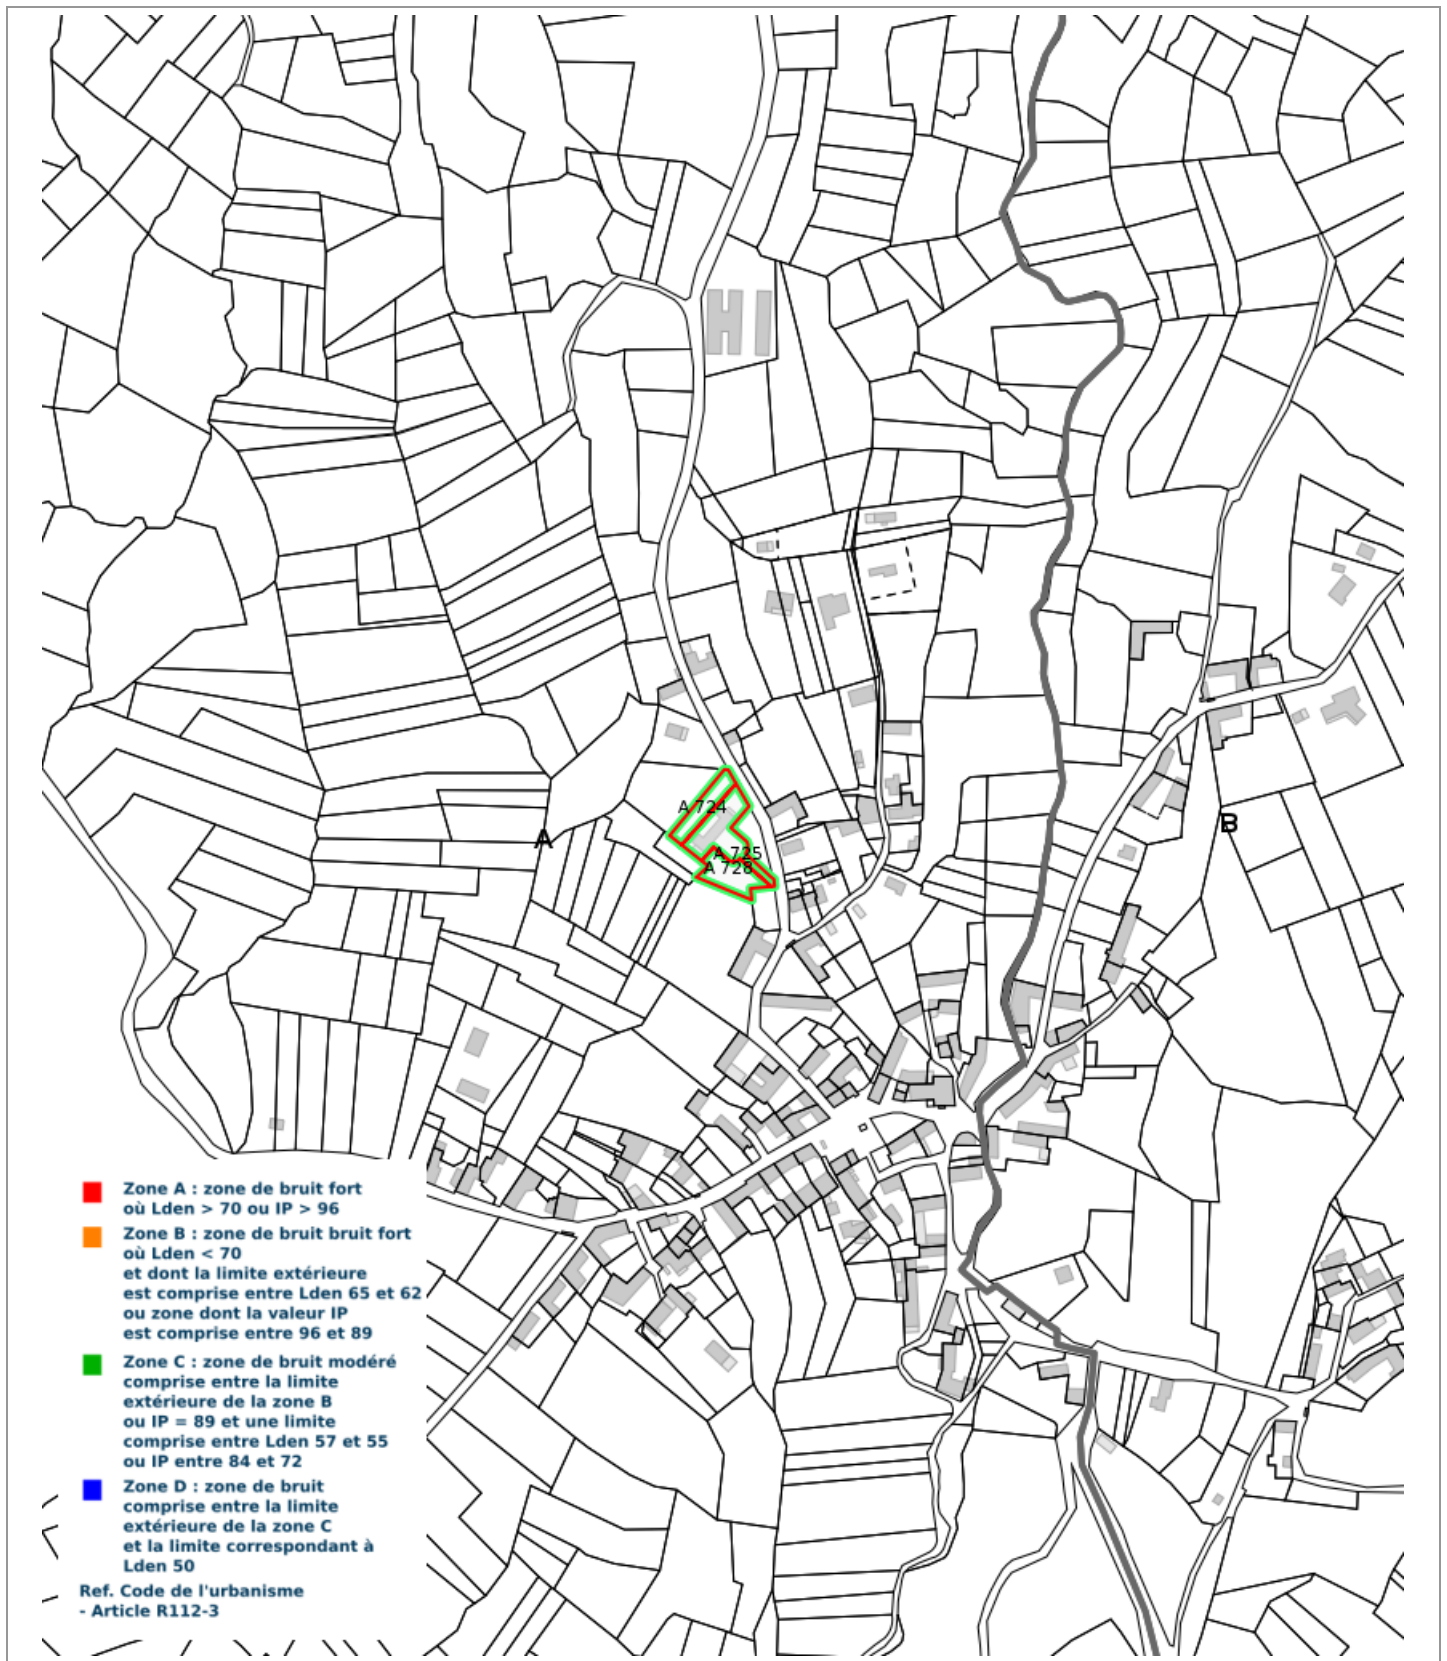 A 724
A
B
A 725
A 728
Zone A : zone de bruit fort
où Lden > 70 ou IP > 96
Zone B : zone de bruit bruit fort
où Lden < 70
et dont la limite extérieure
est comprise entre Lden 65 et 62
ou zone dont la valeur IP
est comprise entre 96 et 89
Zone C : zone de bruit modéré
comprise entre la limite
extérieure de la zone B
ou IP = 89 et une limite
comprise entre Lden 57 et 55
ou IP entre 84 et 72
Zone D : zone de bruit
comprise entre la limite
extérieure de la zone C
et la limite correspondant à
Lden 50
Ref. Code de l'urbanisme
- Article R112-3